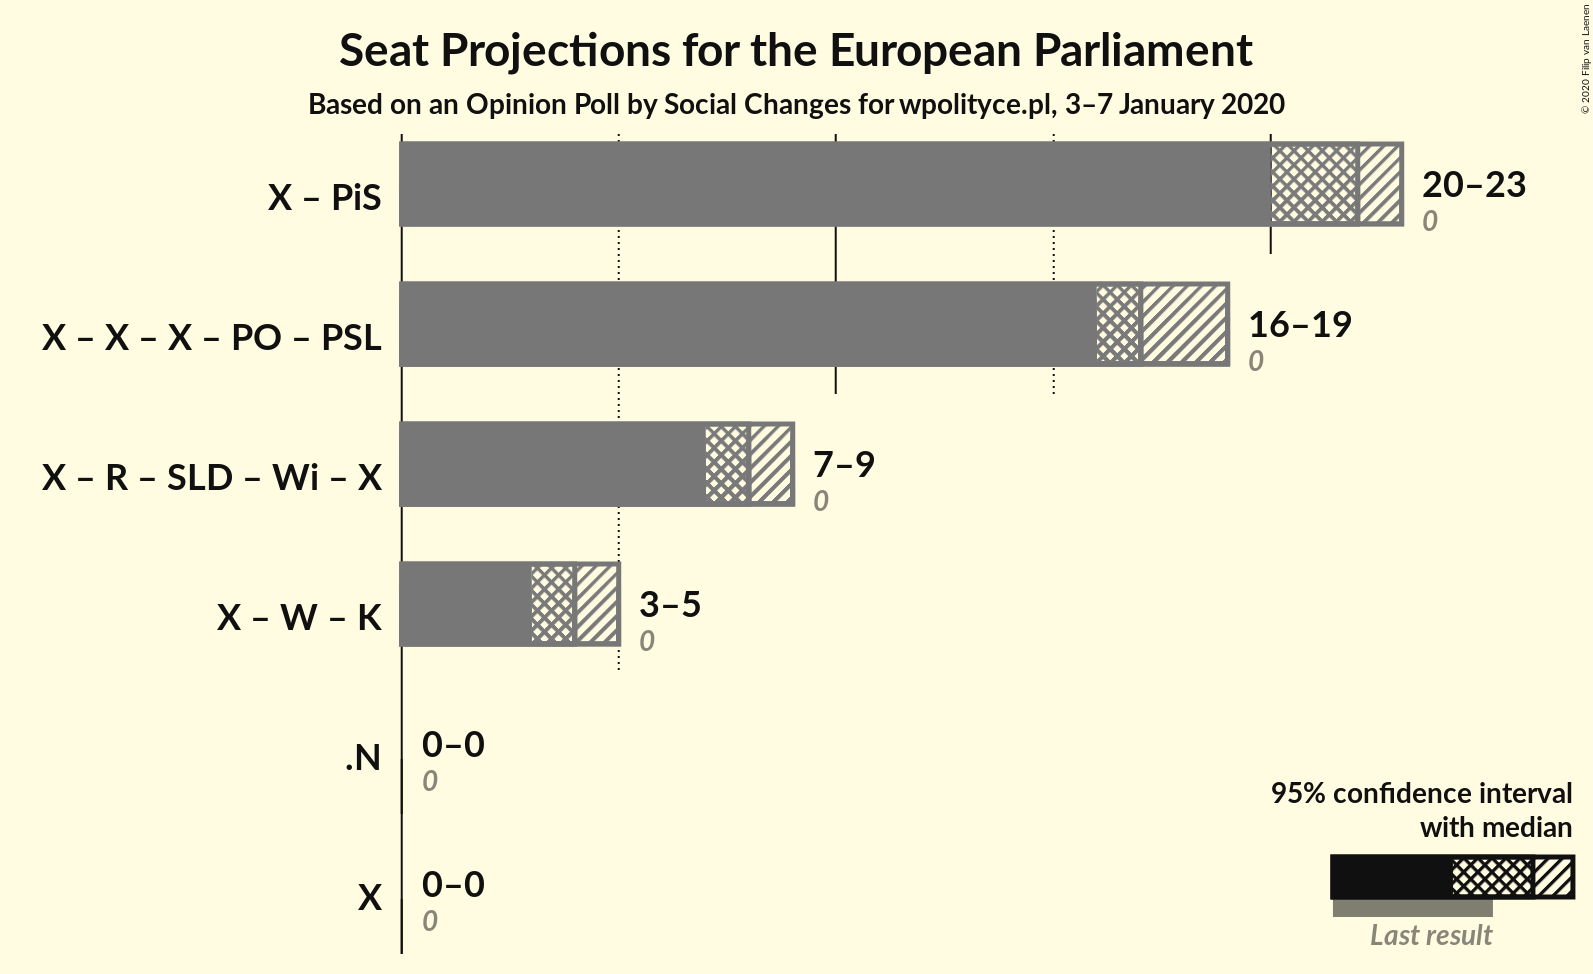 Seat Projections for the European Parliament
Based on an Opinion Poll by Social Changes for wpolityce.pl, 3–7 January 2020
© 2020 Filip van Laenen
X – PiS
20–23
0
X – X – X – PO – PSL
16–19
0
X – R – SLD – Wi – X
7–9
0
X – W – K
3–5
0
.N
0–0
0
X
0–0
0
95% confidence interval
with median
Last result